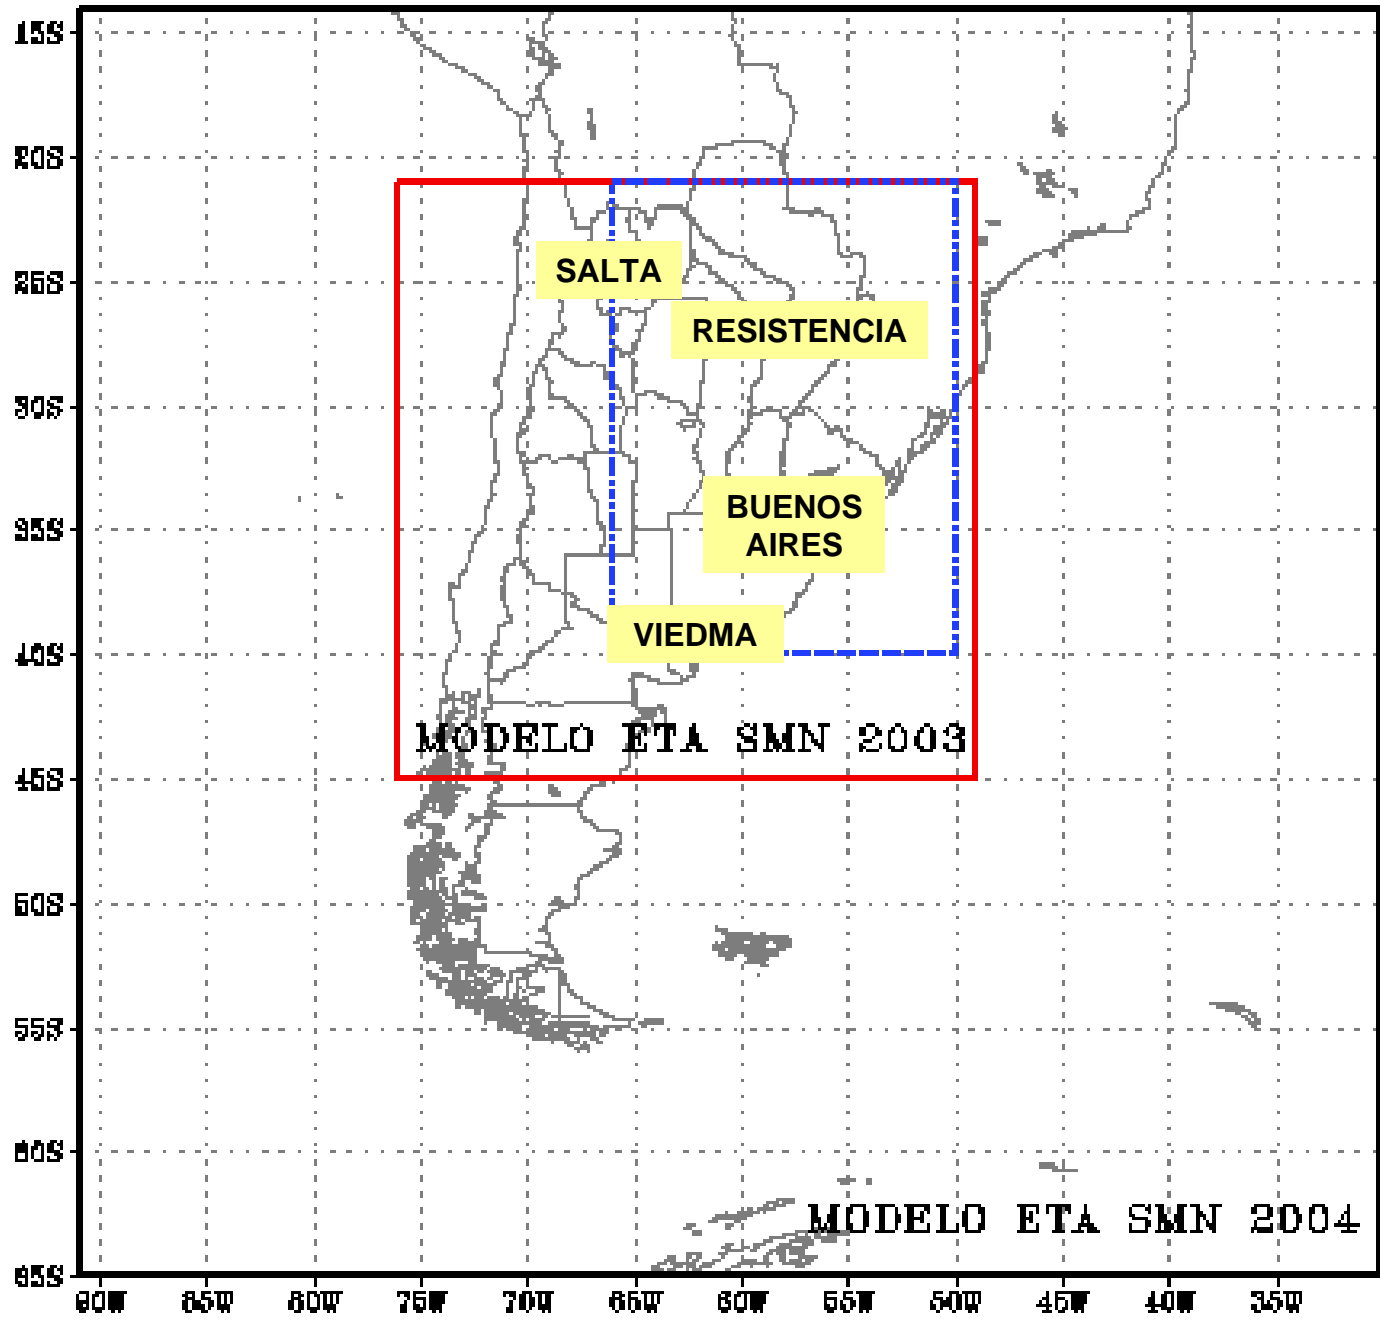 15S
20S
25S
30S
35S
40S
45S
50S
55S
60S
65S
SALTA
RESISTENCIA
BUENOS
AIRES
VIEDMA
MODELO ETA SMN 2003
MODELO ETA SMN 2004
90W 85W 80W 75W 70W 65W 60W 55W 50W 45W 40W 35W